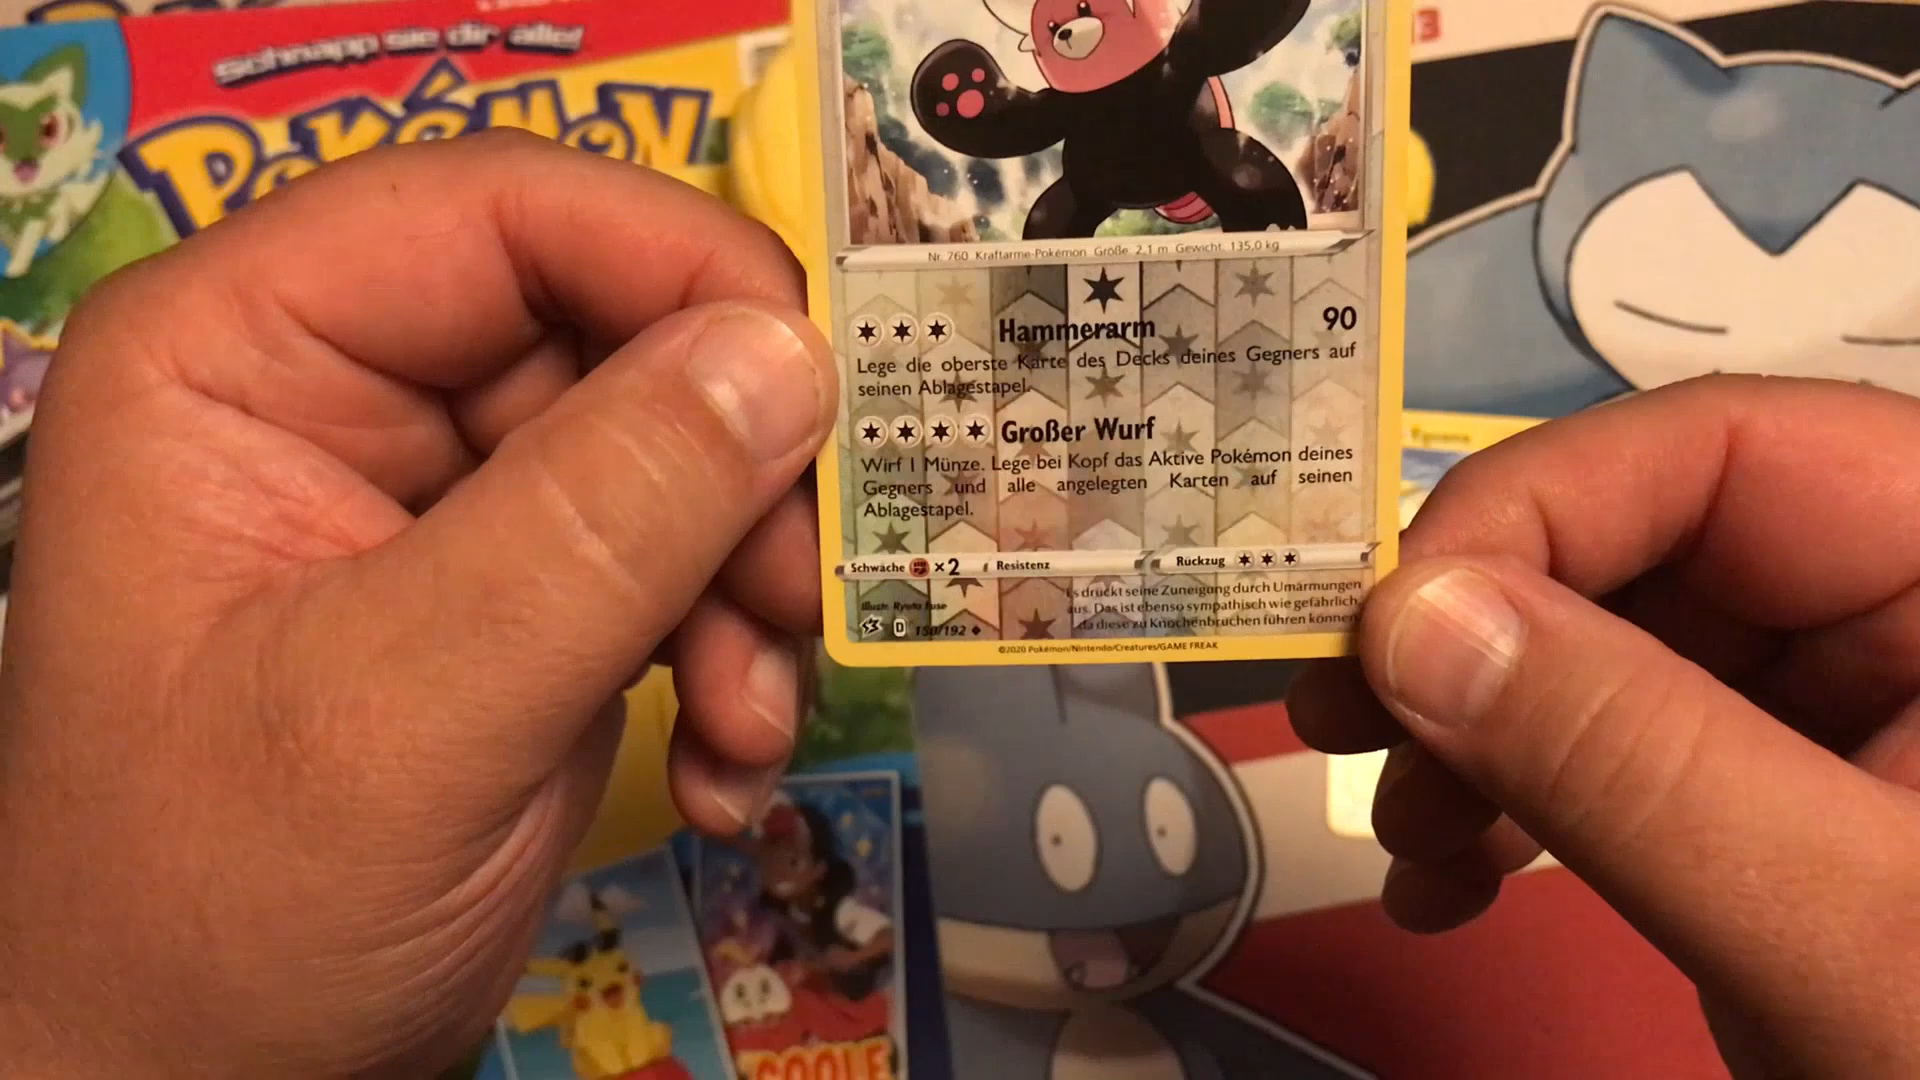 schnapp sie dir alle!
POKÉMON
Nr. 760 Kraftarme-Pokémon Größe: 2,1 m Gewicht: 135,0 kg
Hammerarm 90
Lege die oberste Karte des Decks deines Gegners auf
seinen Ablagestapel.
Großer Wurf
Wirf 1 Münze. Lege bei Kopf das Aktive Pokémon deines
Gegners und alle angelegten Karten auf seinen
Ablagestapel.
Schwäche ×2 Resistenz Rückzug
Illustr. Ryota
Es drückt seine Zuneigung durch Umarmungen
aus. Das ist ebenso sympathisch wie gefährlich,
da diese zu Knochenbrüchen führen können.
D 150/192
©2020 Pokémon/Nintendo/Creatures/GAME FREAK
COOLE